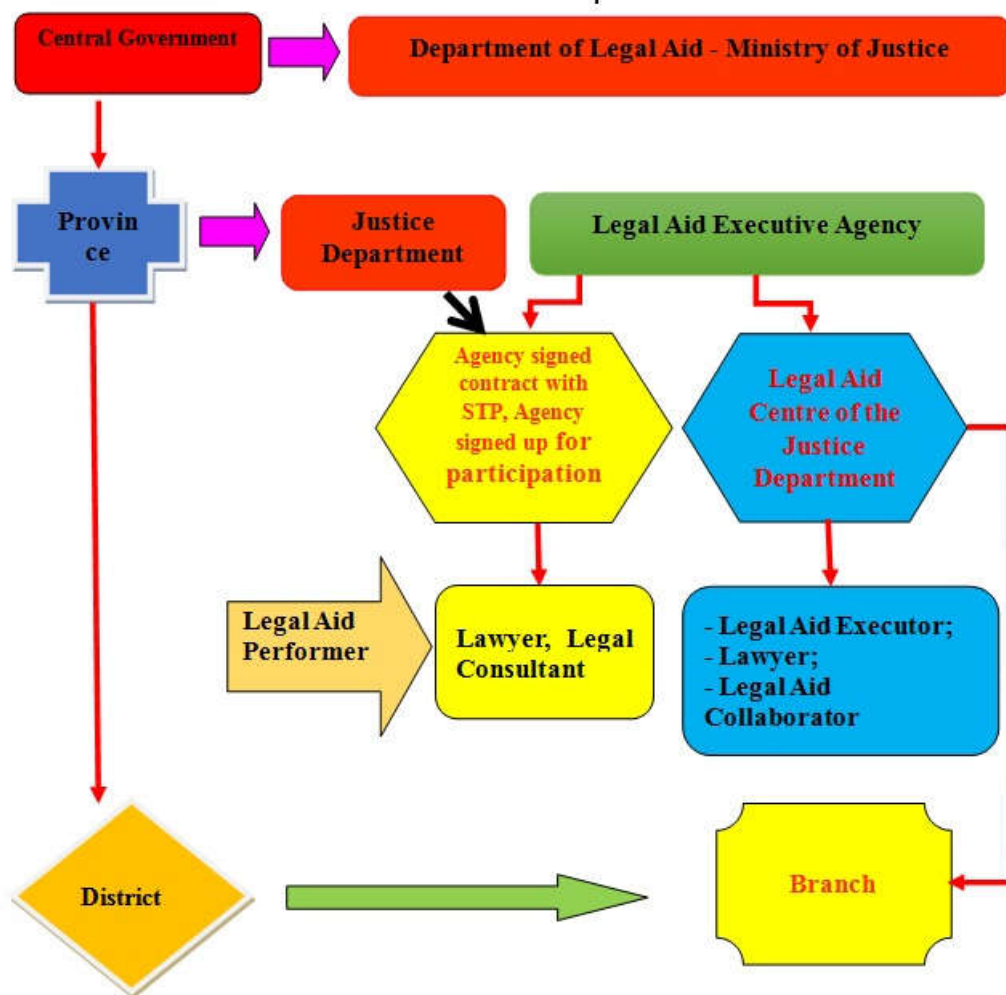 Central Government
Department of Legal Aid - Ministry of Justice
Provin
ce
Justice
Department
Legal Aid Executive Agency
Agency signed
contract with
STP, Agency
signed up for
participation
Legal Aid
Centre of the
Justice
Department
Legal Aid
Performer
Lawyer, Legal
Consultant
- Legal Aid Executor;
- Lawyer;
- Legal Aid
Collaborator
District
Branch